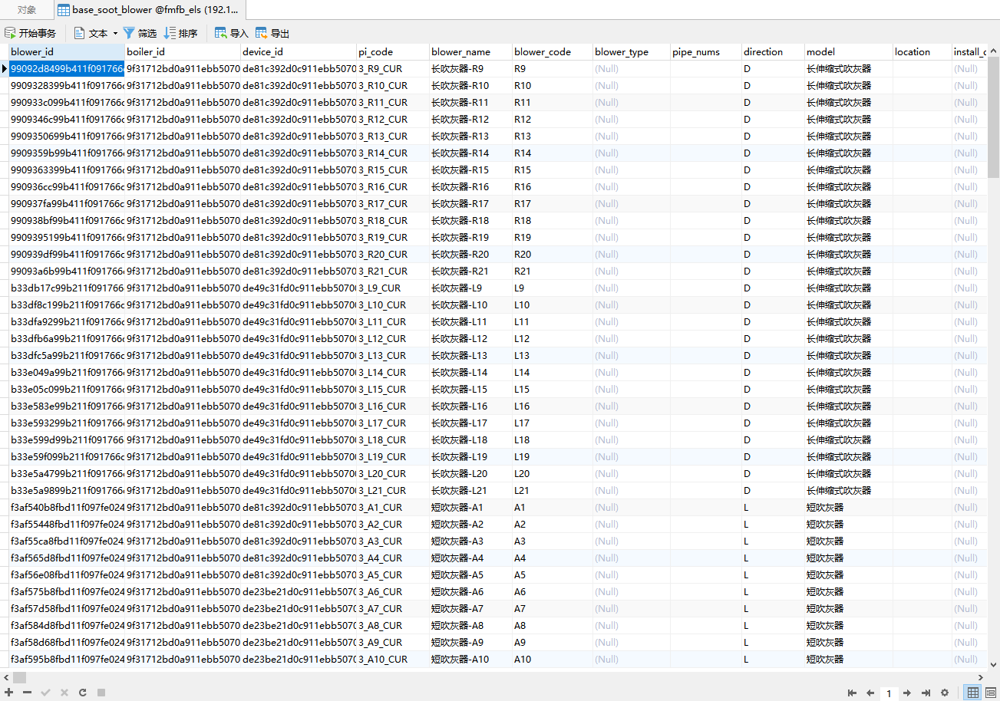 对象 base_soot_blower @fmfb_els (192.1...
开始事务 文本 筛选 排序 导入 导出
blower_id boiler_id device_id pi_code blower_name blower_code blower_type pipe_nums direction model location install_c
99092d8499b411f091766 9f31712bd0a911ebb5070 de81c392d0c911ebb5070 3_R9_CUR 长吹灰器-R9 R9 (Null) D 长伸缩式吹灰器 (Null)
9909328399b411f091766 9f31712bd0a911ebb5070 de81c392d0c911ebb5070 3_R10_CUR 长吹灰器-R10 R10 (Null) D 长伸缩式吹灰器 (Null)
990933c099b411f091766c 9f31712bd0a911ebb5070 de81c392d0c911ebb5070 3_R11_CUR 长吹灰器-R11 R11 (Null) D 长伸缩式吹灰器 (Null)
9909346c99b411f091766c 9f31712bd0a911ebb5070 de81c392d0c911ebb5070 3_R12_CUR 长吹灰器-R12 R12 (Null) D 长伸缩式吹灰器 (Null)
9909350699b411f091766c 9f31712bd0a911ebb5070 de81c392d0c911ebb5070 3_R13_CUR 长吹灰器-R13 R13 (Null) D 长伸缩式吹灰器 (Null)
9909359b99b411f091766c 9f31712bd0a911ebb5070 de81c392d0c911ebb5070 3_R14_CUR 长吹灰器-R14 R14 (Null) D 长伸缩式吹灰器 (Null)
9909363399b411f091766c 9f31712bd0a911ebb5070 de81c392d0c911ebb5070 3_R15_CUR 长吹灰器-R15 R15 (Null) D 长伸缩式吹灰器 (Null)
990936cc99b411f091766c 9f31712bd0a911ebb5070 de81c392d0c911ebb5070 3_R16_CUR 长吹灰器-R16 R16 (Null) D 长伸缩式吹灰器 (Null)
990937fa99b411f091766c 9f31712bd0a911ebb5070 de81c392d0c911ebb5070 3_R17_CUR 长吹灰器-R17 R17 (Null) D 长伸缩式吹灰器 (Null)
990938bf99b411f091766c 9f31712bd0a911ebb5070 de81c392d0c911ebb5070 3_R18_CUR 长吹灰器-R18 R18 (Null) D 长伸缩式吹灰器 (Null)
9909395199b411f091766c 9f31712bd0a911ebb5070 de81c392d0c911ebb5070 3_R19_CUR 长吹灰器-R19 R19 (Null) D 长伸缩式吹灰器 (Null)
990939df99b411f091766c 9f31712bd0a911ebb5070 de81c392d0c911ebb5070 3_R20_CUR 长吹灰器-R20 R20 (Null) D 长伸缩式吹灰器 (Null)
99093a6b99b411f091766 9f31712bd0a911ebb5070 de81c392d0c911ebb5070 3_R21_CUR 长吹灰器-R21 R21 (Null) D 长伸缩式吹灰器 (Null)
b33db17c99b211f091766 9f31712bd0a911ebb5070 de49c31fd0c911ebb5070 3_L9_CUR 长吹灰器-L9 L9 (Null) D 长伸缩式吹灰器 (Null)
b33df8c199b211f091766c 9f31712bd0a911ebb5070 de49c31fd0c911ebb5070 3_L10_CUR 长吹灰器-L10 L10 (Null) D 长伸缩式吹灰器 (Null)
b33dfa9299b211f091766c 9f31712bd0a911ebb5070 de49c31fd0c911ebb5070 3_L11_CUR 长吹灰器-L11 L11 (Null) D 长伸缩式吹灰器 (Null)
b33dfb6a99b211f091766c 9f31712bd0a911ebb5070 de49c31fd0c911ebb5070 3_L12_CUR 长吹灰器-L12 L12 (Null) D 长伸缩式吹灰器 (Null)
b33dfc5a99b211f091766c 9f31712bd0a911ebb5070 de49c31fd0c911ebb5070 3_L13_CUR 长吹灰器-L13 L13 (Null) D 长伸缩式吹灰器 (Null)
b33e049a99b211f091766 9f31712bd0a911ebb5070 de49c31fd0c911ebb5070 3_L14_CUR 长吹灰器-L14 L14 (Null) D 长伸缩式吹灰器 (Null)
b33e05c099b211f091766c 9f31712bd0a911ebb5070 de49c31fd0c911ebb5070 3_L15_CUR 长吹灰器-L15 L15 (Null) D 长伸缩式吹灰器 (Null)
b33e583e99b211f091766 9f31712bd0a911ebb5070 de49c31fd0c911ebb5070 3_L16_CUR 长吹灰器-L16 L16 (Null) D 长伸缩式吹灰器 (Null)
b33e593299b211f091766 9f31712bd0a911ebb5070 de49c31fd0c911ebb5070 3_L17_CUR 长吹灰器-L17 L17 (Null) D 长伸缩式吹灰器 (Null)
b33e599d99b211f091766 9f31712bd0a911ebb5070 de49c31fd0c911ebb5070 3_L18_CUR 长吹灰器-L18 L18 (Null) D 长伸缩式吹灰器 (Null)
b33e59f099b211f091766c 9f31712bd0a911ebb5070 de49c31fd0c911ebb5070 3_L19_CUR 长吹灰器-L19 L19 (Null) D 长伸缩式吹灰器 (Null)
b33e5a4799b211f091766 9f31712bd0a911ebb5070 de49c31fd0c911ebb5070 3_L20_CUR 长吹灰器-L20 L20 (Null) D 长伸缩式吹灰器 (Null)
b33e5a9899b211f091766 9f31712bd0a911ebb5070 de49c31fd0c911ebb5070 3_L21_CUR 长吹灰器-L21 L21 (Null) D 长伸缩式吹灰器 (Null)
f3af540b8fbd11f097fe024 9f31712bd0a911ebb5070 de81c392d0c911ebb5070 3_A1_CUR 短吹灰器-A1 A1 (Null) L 短吹灰器 (Null)
f3af55448fbd11f097fe024 9f31712bd0a911ebb5070 de81c392d0c911ebb5070 3_A2_CUR 短吹灰器-A2 A2 (Null) L 短吹灰器 (Null)
f3af55ca8fbd11f097fe024 9f31712bd0a911ebb5070 de81c392d0c911ebb5070 3_A3_CUR 短吹灰器-A3 A3 (Null) L 短吹灰器 (Null)
f3af565d8fbd11f097fe024 9f31712bd0a911ebb5070 de81c392d0c911ebb5070 3_A4_CUR 短吹灰器-A4 A4 (Null) L 短吹灰器 (Null)
f3af56e08fbd11f097fe024 9f31712bd0a911ebb5070 de81c392d0c911ebb5070 3_A5_CUR 短吹灰器-A5 A5 (Null) L 短吹灰器 (Null)
f3af575b8fbd11f097fe024 9f31712bd0a911ebb5070 de23be21d0c911ebb5070 3_A6_CUR 短吹灰器-A6 A6 (Null) L 短吹灰器 (Null)
f3af57d58fbd11f097fe024 9f31712bd0a911ebb5070 de23be21d0c911ebb5070 3_A7_CUR 短吹灰器-A7 A7 (Null) L 短吹灰器 (Null)
f3af584d8fbd11f097fe024 9f31712bd0a911ebb5070 de23be21d0c911ebb5070 3_A8_CUR 短吹灰器-A8 A8 (Null) L 短吹灰器 (Null)
f3af58d68fbd11f097fe024 9f31712bd0a911ebb5070 de23be21d0c911ebb5070 3_A9_CUR 短吹灰器-A9 A9 (Null) L 短吹灰器 (Null)
f3af595b8fbd11f097fe024 9f31712bd0a911ebb5070 de23be21d0c911ebb5070 3_A10_CUR 短吹灰器-A10 A10 (Null) L 短吹灰器 (Null)
1